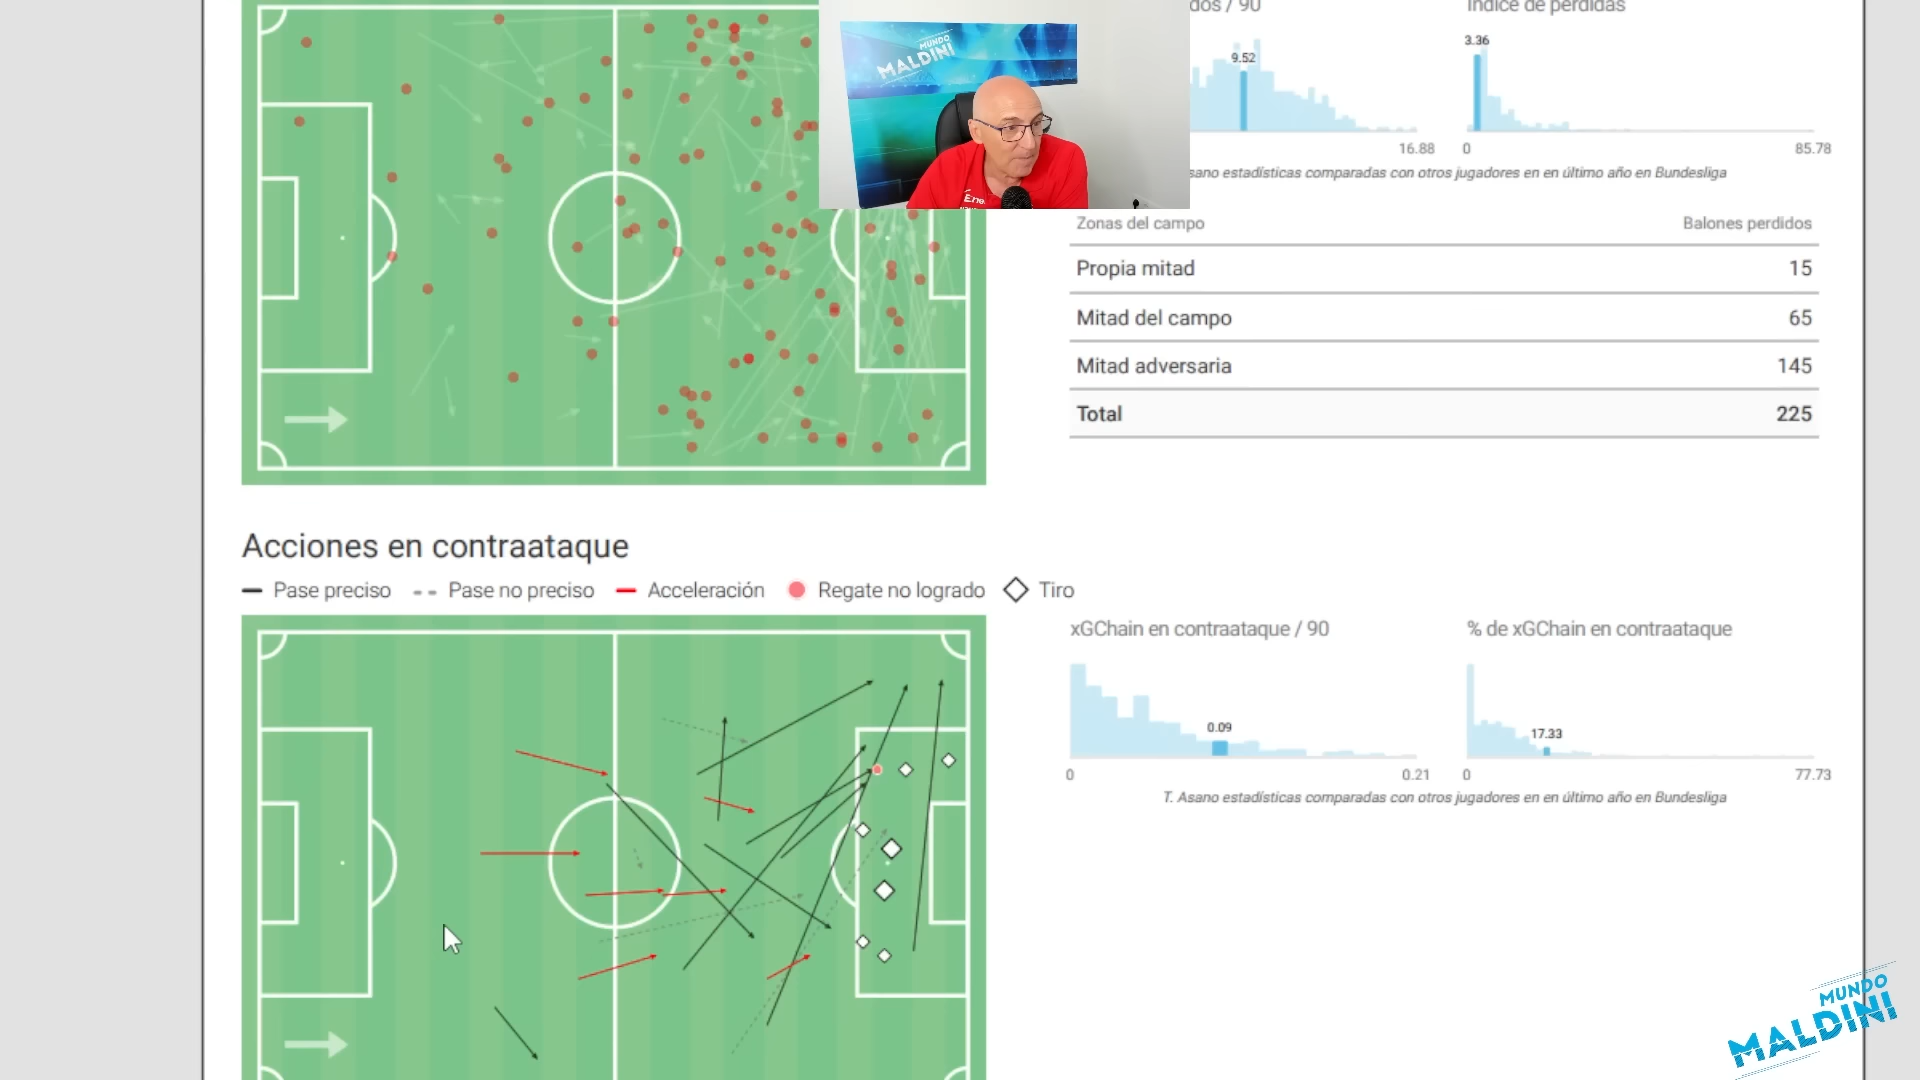 dos / 90
Índice de pérdidas
3.36
9.52
16.88
0
85.78
sano estadísticas comparadas con otros jugadores en en último año en Bundesliga
MUNDO
MALDINI
Zonas del campo
Balones perdidos
Propia mitad
15
Mitad del campo
65
Mitad adversaria
145
Total
225
Acciones en contraataque
Pase preciso
Pase no preciso
Acceleración
Regate no logrado
Tiro
xGChain en contraataque / 90
% de xGChain en contraataque
0.09
17.33
0
0.21
0
77.73
T. Asano estadísticas comparadas con otros jugadores en en último año en Bundesliga
MUNDO
MALDINI